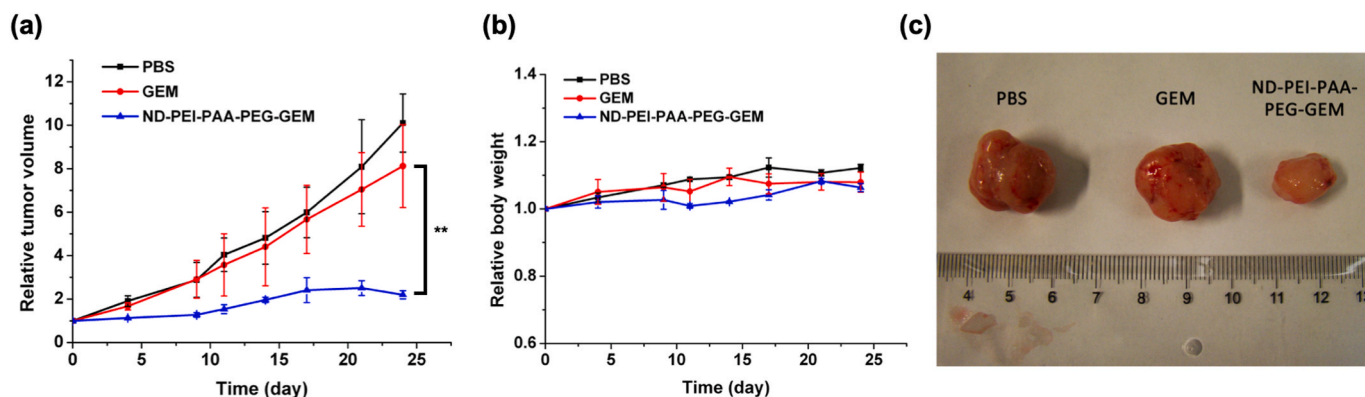 (a)
PBS
GEM
ND-PEI-PAA-PEG-GEM
Relative tumor volume
12
10
8
6
4
2
0
**
0 5 10 15 20 25
Time (day)
(b)
PBS
GEM
ND-PEI-PAA-PEG-GEM
Relative body weight
1.4
1.2
1.0
0.8
0.6
0 5 10 15 20 25
Time (day)
(c)
PBS
GEM
ND-PEI-PAA-
PEG-GEM
4 5 6 7 8 9 10 11 12 13